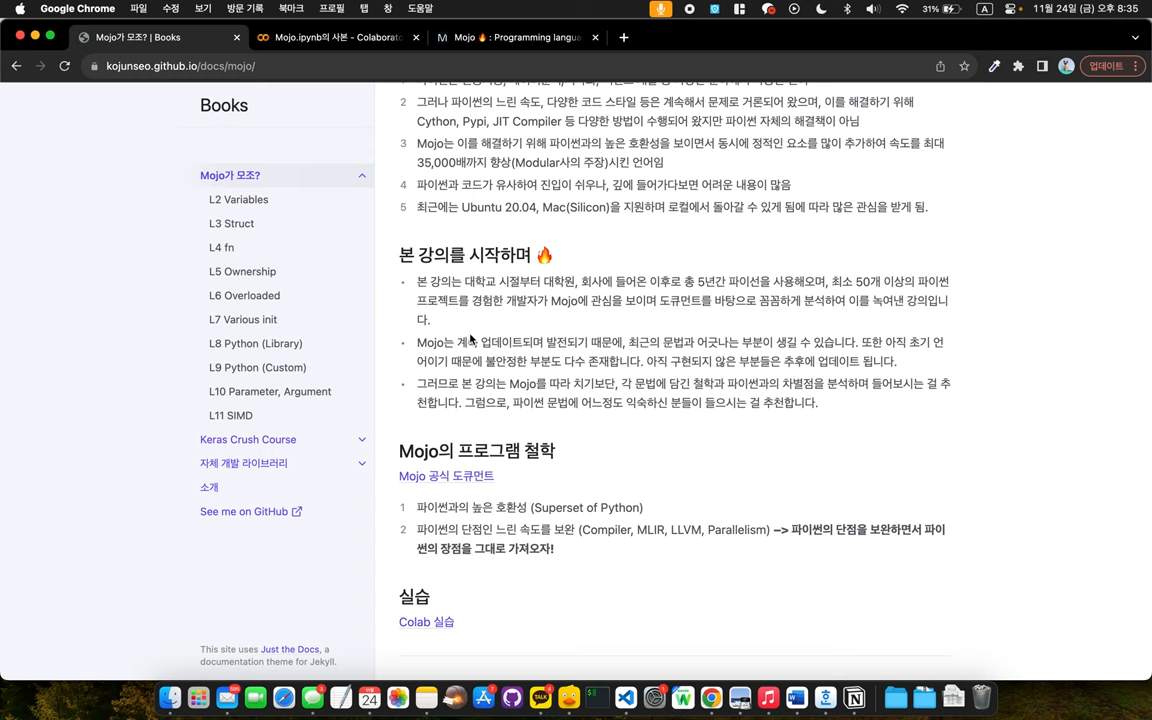 Google Chrome 파일 수정 보기 방문 기록 북마크 프로필 탭 창 도움말 31% A 11월 24일 (금) 오후 8:35
Mojo가 모조? | Books
Mojo.ipynb의 사본 - Colaborato
Mojo 🔥 : Programming langua
kojunseo.github.io/docs/mojo/
업데이트
Books
Mojo가 모조?
L2 Variables
L3 Struct
L4 fn
L5 Ownership
L6 Overloaded
L7 Various init
L8 Python (Library)
L9 Python (Custom)
L10 Parameter, Argument
L11 SIMD
Keras Crush Course
자체 개발 라이브러리
소개
See me on GitHub
This site uses Just the Docs, a
documentation theme for Jekyll.
2 그러나 파이썬의 느린 속도, 다양한 코드 스타일 등은 계속해서 문제로 거론되어 왔으며, 이를 해결하기 위해
Cython, Pypi, JIT Compiler 등 다양한 방법이 수행되어 왔지만 파이썬 자체의 해결책이 아님
3 Mojo는 이를 해결하기 위해 파이썬과의 높은 호환성을 보이면서 동시에 정적인 요소를 많이 추가하여 속도를 최대
35,000배까지 향상(Modular사의 주장)시킨 언어임
4 파이썬과 코드가 유사하여 진입이 쉬우나, 깊에 들어가다보면 어려운 내용이 많음
5 최근에는 Ubuntu 20.04, Mac(Silicon)을 지원하며 로컬에서 돌아갈 수 있게 됨에 따라 많은 관심을 받게 됨.
본 강의를 시작하며 🔥
본 강의는 대학교 시절부터 대학원, 회사에 들어온 이후로 총 5년간 파이선을 사용해오며, 최소 50개 이상의 파이썬
프로젝트를 경험한 개발자가 Mojo에 관심을 보이며 도큐먼트를 바탕으로 꼼꼼하게 분석하여 이를 녹여낸 강의입니
다.
Mojo는 계속 업데이트되며 발전되기 때문에, 최근의 문법과 어긋나는 부분이 생길 수 있습니다. 또한 아직 초기 언
어이기 때문에 불안정한 부분도 다수 존재합니다. 아직 구현되지 않은 부분들은 추후에 업데이트 됩니다.
그러므로 본 강의는 Mojo를 따라 치기보단, 각 문법에 담긴 철학과 파이썬과의 차별점을 분석하며 들어보시는 걸 추
천합니다. 그럼으로, 파이썬 문법에 어느정도 익숙하신 분들이 들으시는 걸 추천합니다.
Mojo의 프로그램 철학
Mojo 공식 도큐먼트
1 파이썬과의 높은 호환성 (Superset of Python)
2 파이썬의 단점인 느린 속도를 보완 (Compiler, MLIR, LLVM, Parallelism) –> 파이썬의 단점을 보완하면서 파이
썬의 장점을 그대로 가져오자!
실습
Colab 실습